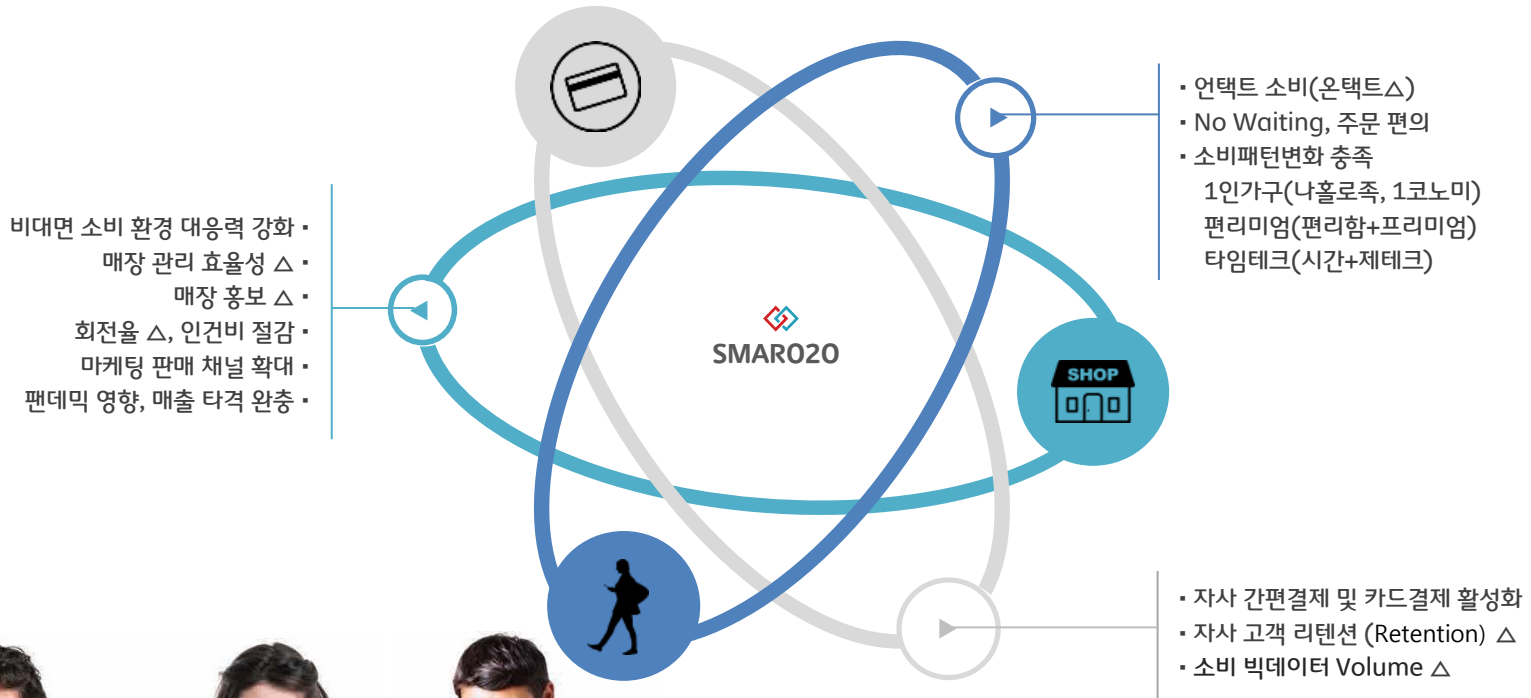 ▪ 언택트 소비(온택트△)
▪ No Waiting, 주문 편의
▪ 소비패턴변화 충족
1인가구(나홀로족, 1코노미)
편리미엄(편리함+프리미엄)
타임테크(시간+제테크)
비대면 소비 환경 대응력 강화 ▪
매장 관리 효율성 △ ▪
매장 홍보 △ ▪
회전율 △, 인건비 절감 ▪
마케팅 판매 채널 확대 ▪
팬데믹 영향, 매출 타격 완충 ▪
SMARO2O
SHOP
▪ 자사 간편결제 및 카드결제 활성화
▪ 자사 고객 리텐션 (Retention) △
▪ 소비 빅데이터 Volume △